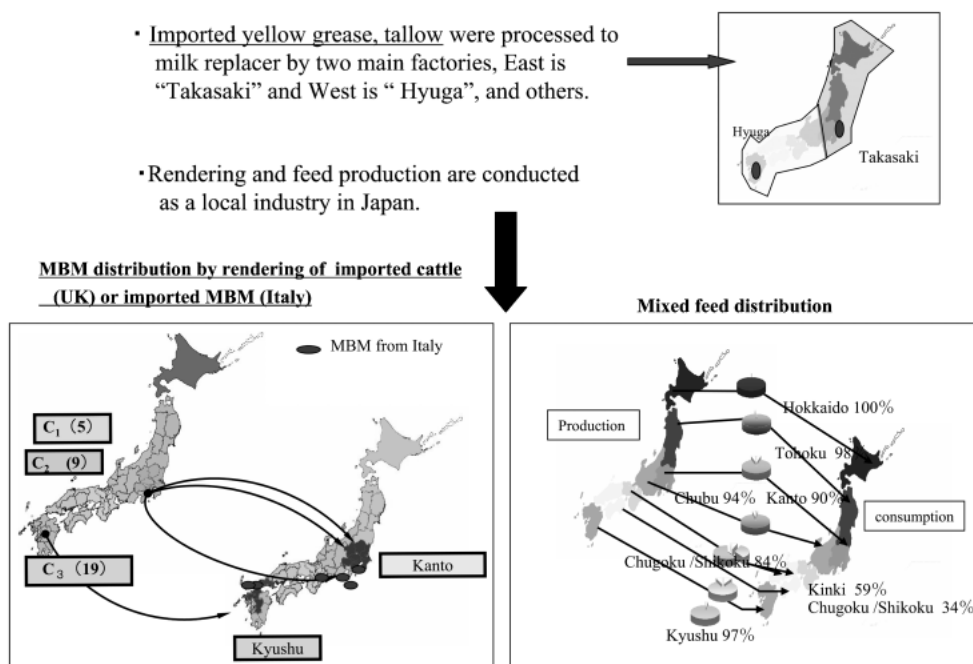 ・Imported yellow grease, tallow were processed to
milk replacer by two main factories, East is
“Takasaki” and West is “ Hyuga”, and others.
Hyuga
Takasaki
・Rendering and feed production are conducted
as a local industry in Japan.
MBM distribution by rendering of imported cattle
(UK) or imported MBM (Italy)
MBM from Italy
C₁ (5)
C₂ (9)
C₃ (19)
Kanto
Kyushu
Mixed feed distribution
Production
Hokkaido 100%
Tohoku 98
Chubu 94%
Kanto 90%
consumption
Chugoku /Shikoku 84%
Kinki 59%
Chugoku /Shikoku 34%
Kyushu 97%